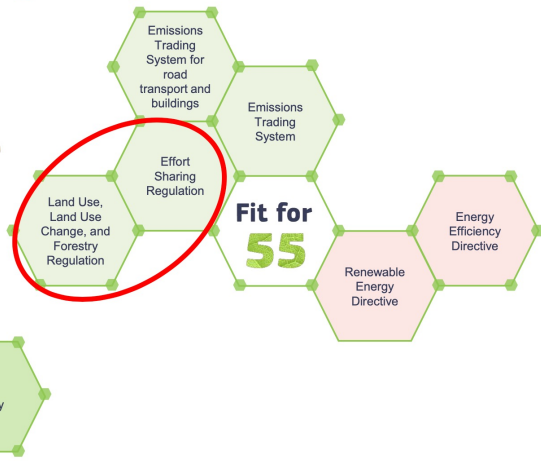 Emissions
Trading
System for
road
transport and
buildings
Emissions
Trading
System
Effort
Sharing
Regulation
Land Use,
Land Use
Change, and
Forestry
Regulation
Fit for
55
Energy
Efficiency
Directive
Renewable
Energy
Directive